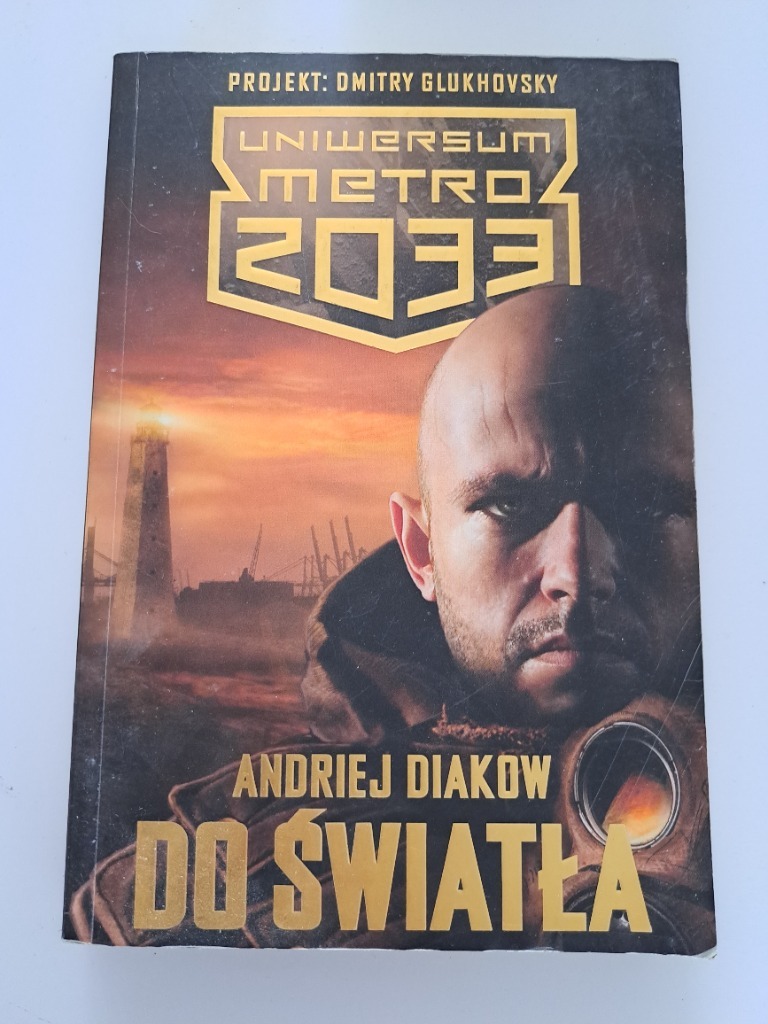 PROJEKT: DMITRY GLUKHOVSKY
UNIWERSUM
METRO
2033
ANDRIEJ DIAKOW
DO ŚWIATŁA